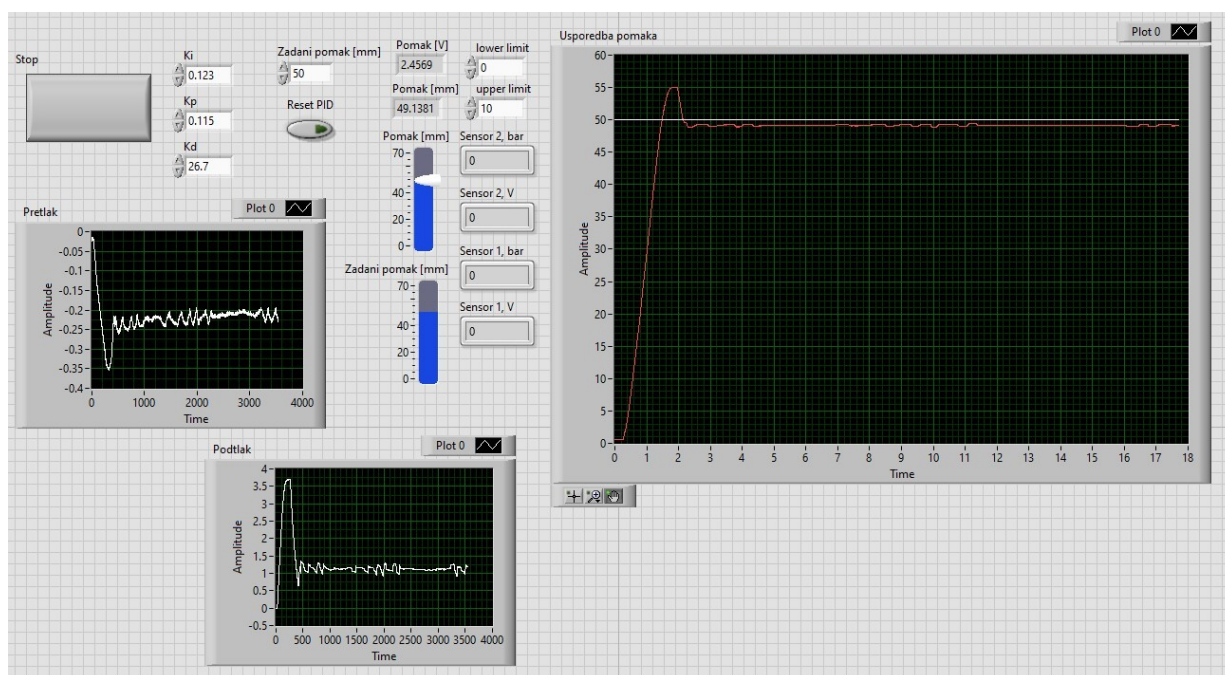 Stop
Ki
0.123
Kp
0.115
Kd
26.7
Zadani pomak [mm]
50
Reset PID
Pomak [V]
2.4569
Pomak [mm]
49.1381
lower limit
0
upper limit
10
Pomak [mm]
70
40
20
0
Zadani pomak [mm]
70
40
20
0
Sensor 2, bar
0
Sensor 2, V
0
Sensor 1, bar
0
Sensor 1, V
0
Pretlak
Plot 0
Amplitude
0
-0.05
-0.1
-0.15
-0.2
-0.25
-0.3
-0.35
-0.4
0 1000 2000 3000 4000
Time
Podtlak
Plot 0
Amplitude
4
3.5
3
2.5
2
1.5
1
0.5
0
-0.5
0 500 1000 1500 2000 2500 3000 3500 4000
Time
Usporedba pomaka
Plot 0
Amplitude
60
55
50
45
40
35
30
25
20
15
10
5
0
0 1 2 3 4 5 6 7 8 9 10 11 12 13 14 15 16 17 18
Time